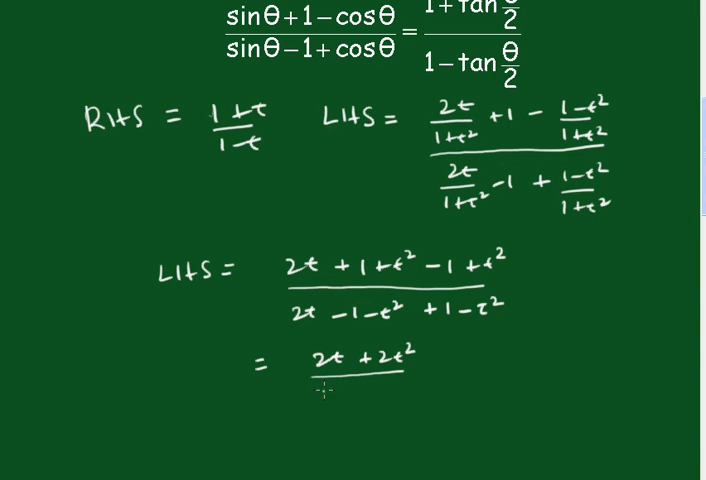 sinθ+1−cosθ / sinθ−1+cosθ = 1+tan θ/2 / 1−tan θ/2
RHS = 1+t / 1−t LHS = 2t/1+t² +1 − 1−t²/1+t² / 2t/1+t² −1 + 1−t²/1+t²
LHS = 2t +1+t² −1+t² / 2t −1−t² +1−t²
= 2t +2t² /